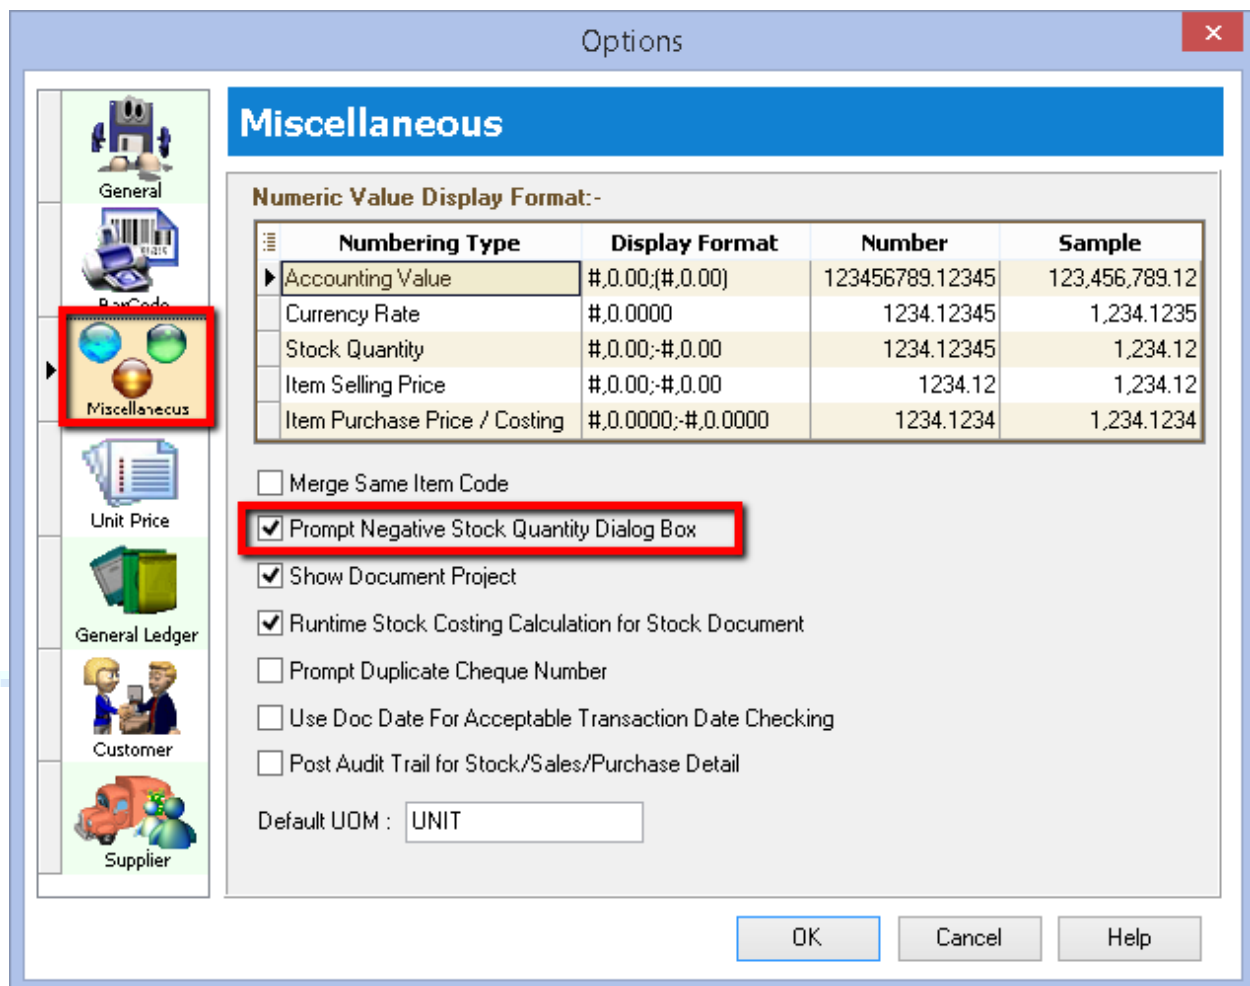 Options
General
BarCode
Miscellaneous
Unit Price
General Ledger
Customer
Supplier
Miscellaneous
Numeric Value Display Format:-
Numbering Type Display Format Number Sample
Accounting Value #,0.00;(#,0.00) 123456789.12345 123,456,789.12
Currency Rate #,0.0000 1234.12345 1,234.1235
Stock Quantity #,0.00;-#,0.00 1234.12345 1,234.12
Item Selling Price #,0.00;-#,0.00 1234.12 1,234.12
Item Purchase Price / Costing #,0.0000;-#,0.0000 1234.1234 1,234.1234
Merge Same Item Code
Prompt Negative Stock Quantity Dialog Box
Show Document Project
Runtime Stock Costing Calculation for Stock Document
Prompt Duplicate Cheque Number
Use Doc Date For Acceptable Transaction Date Checking
Post Audit Trail for Stock/Sales/Purchase Detail
Default UOM : UNIT
OK Cancel Help